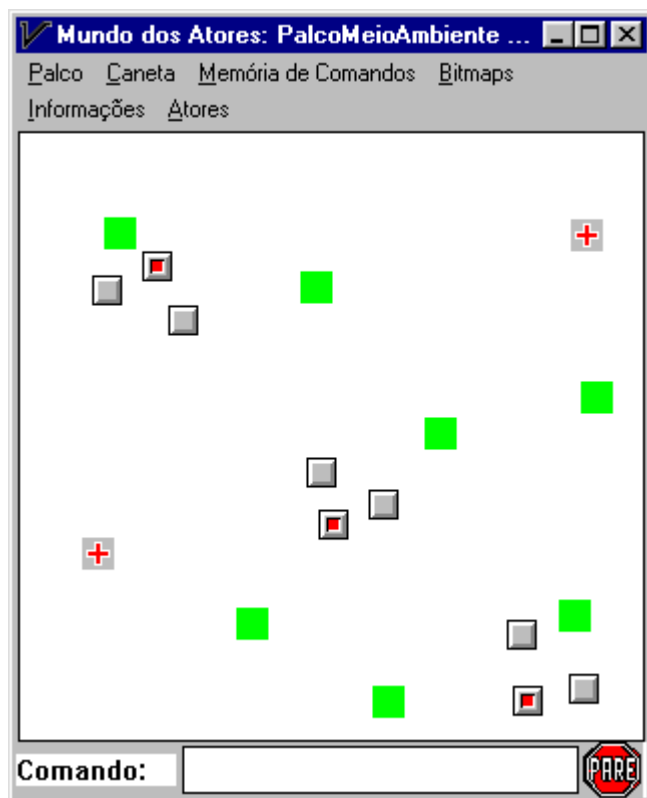 Mundo dos Atores: PalcoMeioAmbiente ...
Palco Caneta Memória de Comandos Bitmaps
Informações Atores
Comando:
PARE